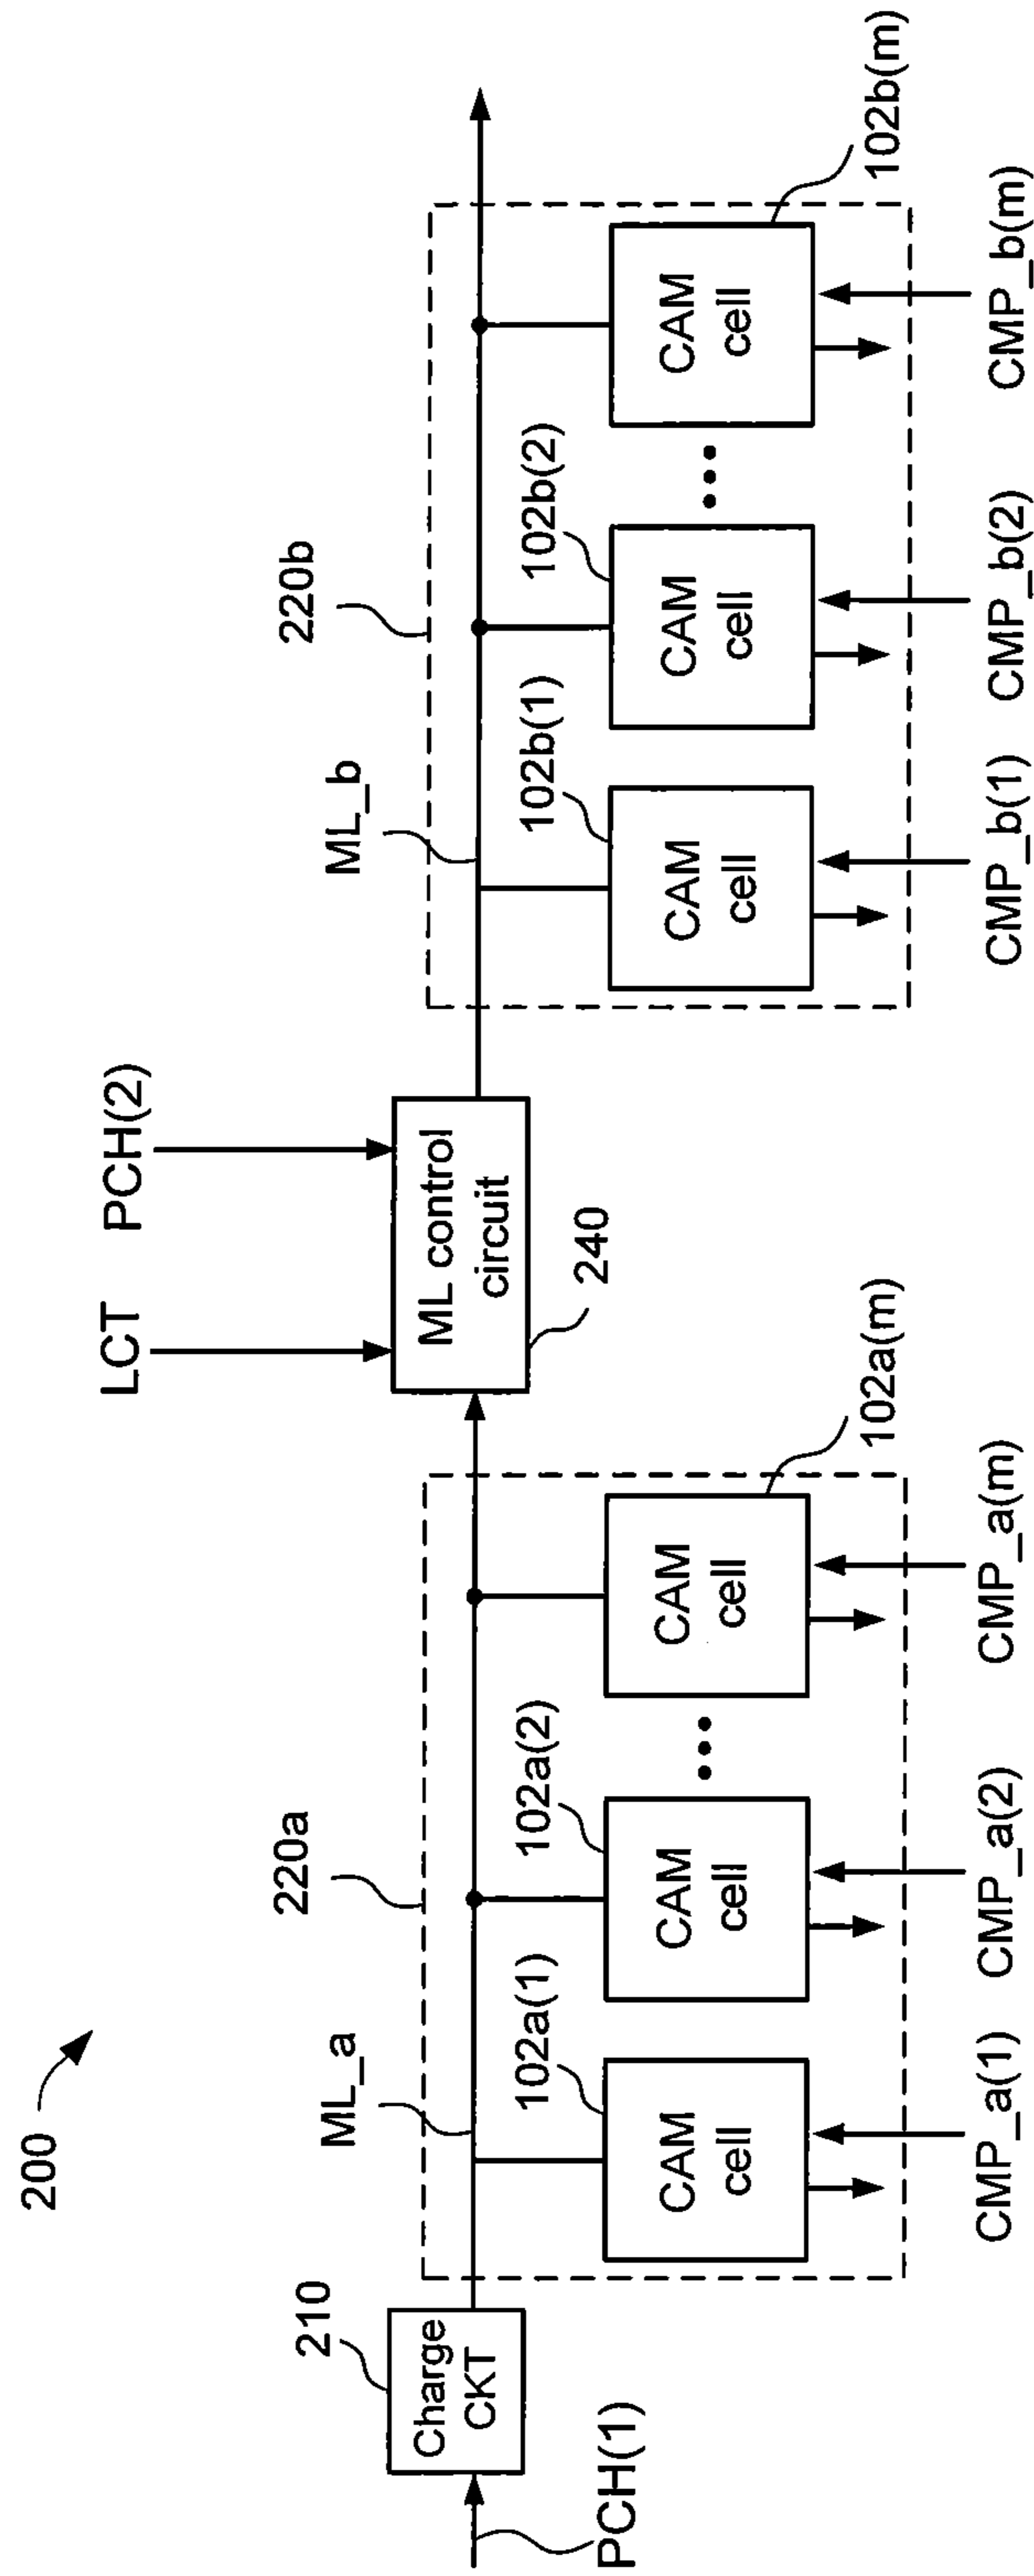 200
PCH(1)
210
Charge
CKT
ML_a
220a
102a(1)
102a(2)
102a(m)
CAM
cell
CAM
cell
CAM
cell
CMP_a(1)
CMP_a(2)
CMP_a(m)
LCT
PCH(2)
ML control
circuit
240
ML_b
220b
102b(1)
102b(2)
102b(m)
CAM
cell
CAM
cell
CAM
cell
CMP_b(1)
CMP_b(2)
CMP_b(m)